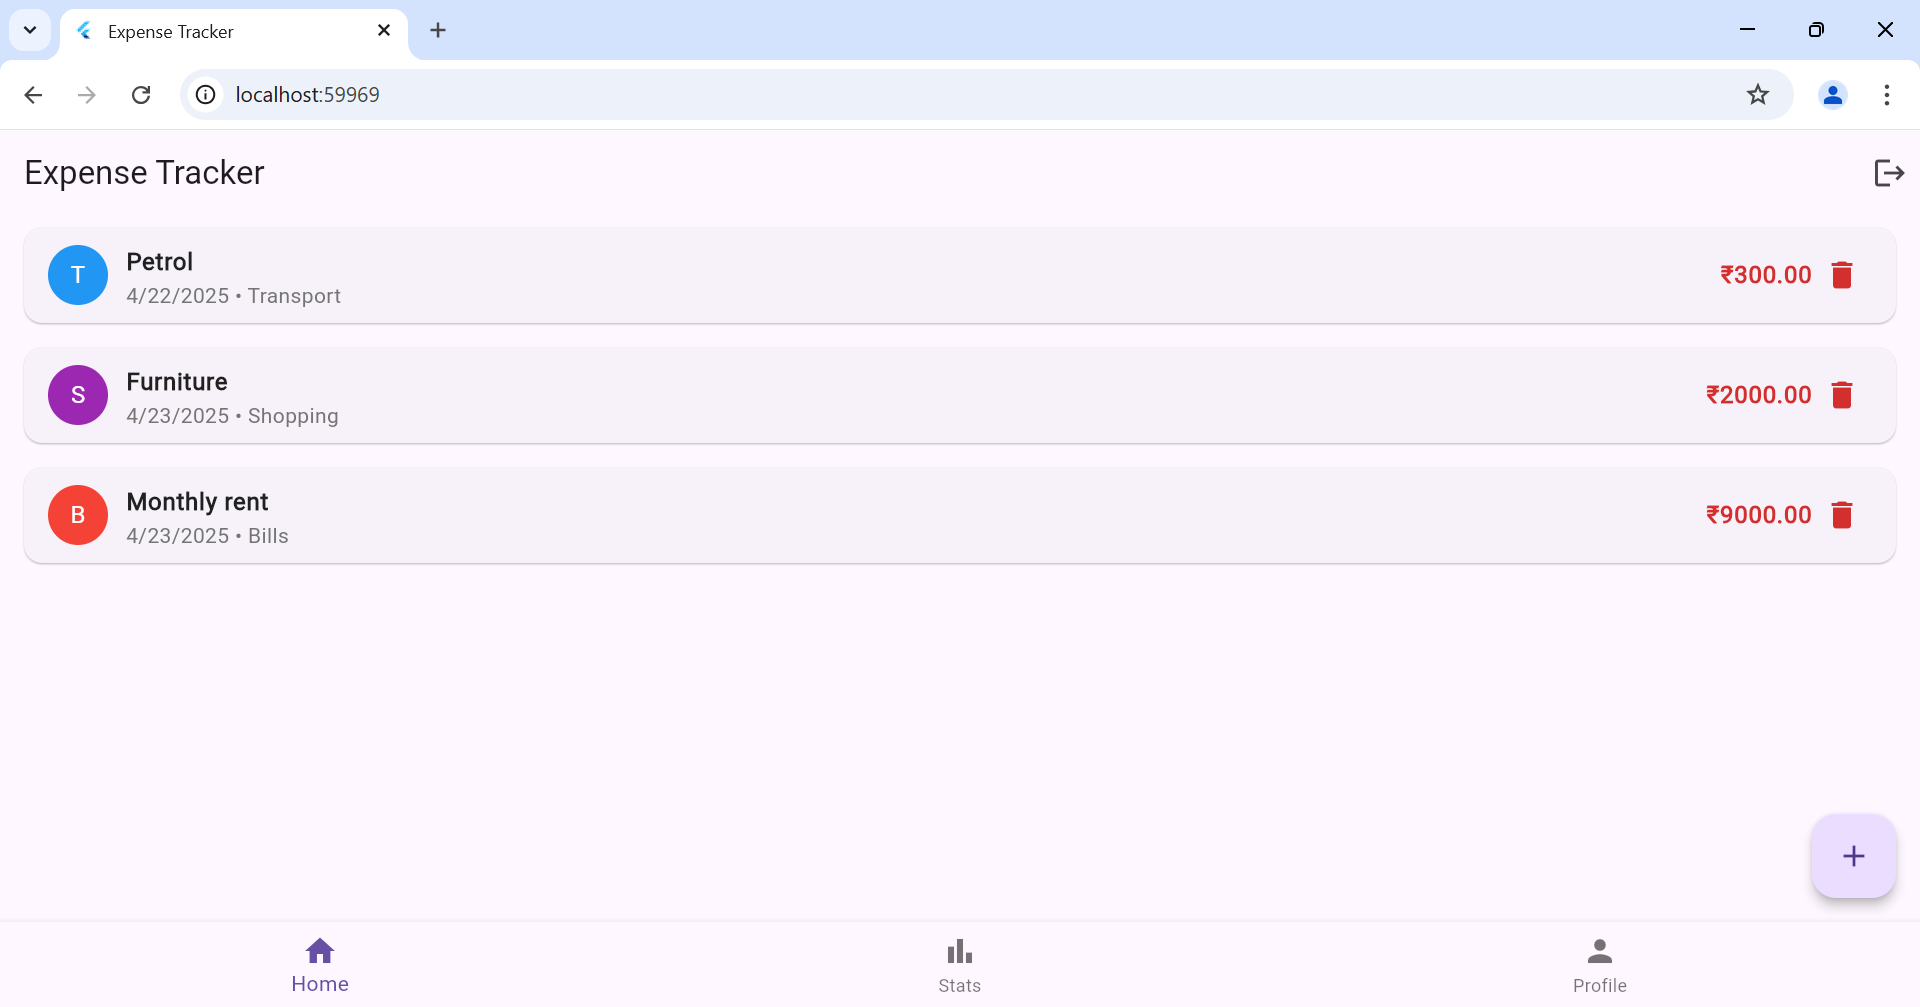 Expense Tracker
localhost:59969
Expense Tracker
T
Petrol
4/22/2025 • Transport
₹300.00
S
Furniture
4/23/2025 • Shopping
₹2000.00
B
Monthly rent
4/23/2025 • Bills
₹9000.00
Home
Stats
Profile